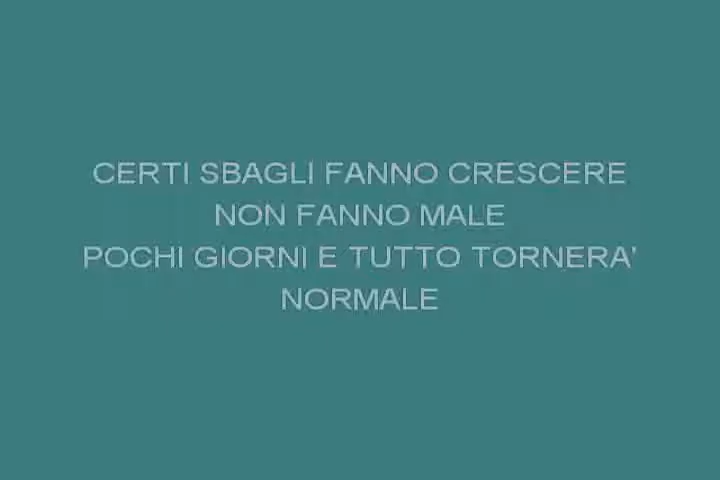 CERTI SBAGLI FANNO CRESCERE
NON FANNO MALE
POCHI GIORNI E TUTTO TORNERA'
NORMALE